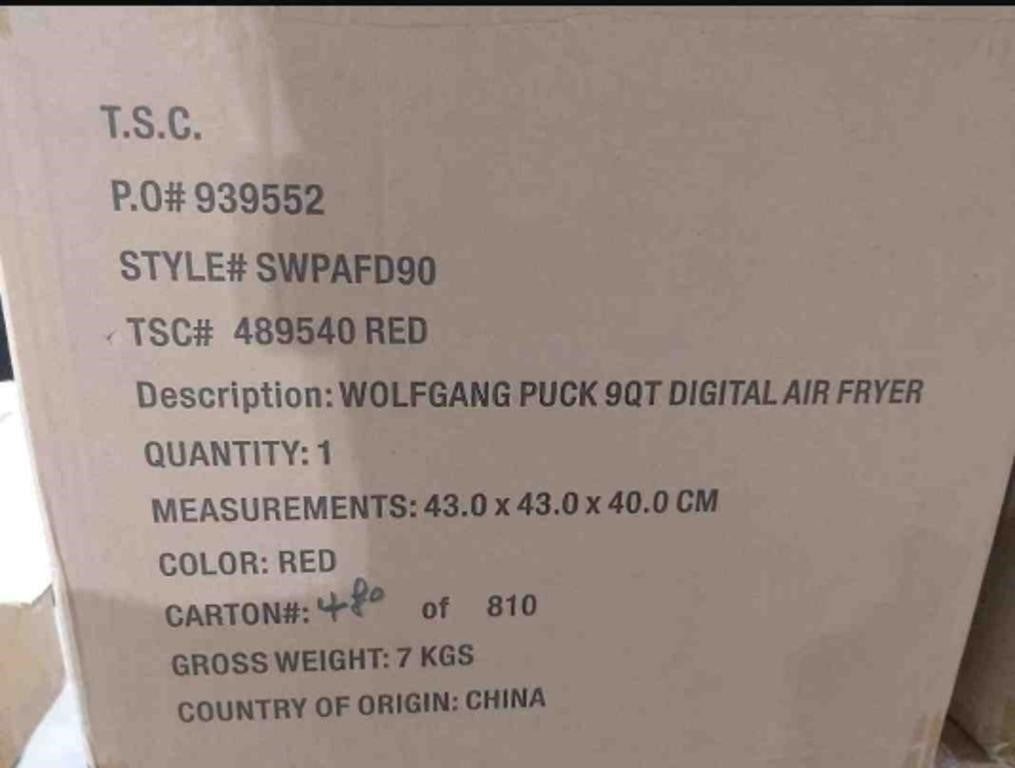 T.S.C.
P.O# 939552
STYLE# SWPAFD90
TSC# 489540 RED
Description: WOLFGANG PUCK 9QT DIGITAL AIR FRYER
QUANTITY: 1
MEASUREMENTS: 43.0 x 43.0 x 40.0 CM
COLOR: RED
CARTON#: 480 of 810
GROSS WEIGHT: 7 KGS
COUNTRY OF ORIGIN: CHINA